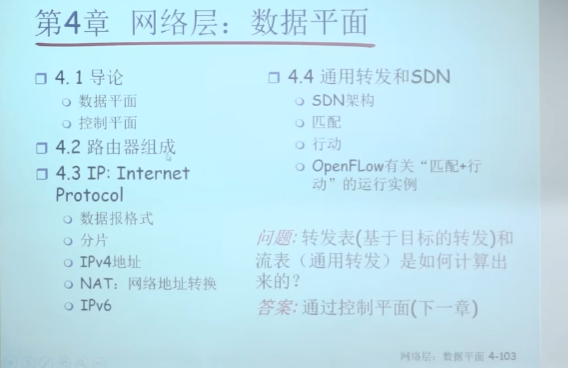 第4章 网络层：数据平面
4.1 导论
数据平面
控制平面
4.2 路由器组成
4.3 IP: Internet
Protocol
数据报格式
分片
IPv4地址
NAT：网络地址转换
IPv6
4.4 通用转发和SDN
SDN架构
匹配
行动
OpenFLow有关“匹配+行
动”的运行实例
问题: 转发表(基于目标的转发)和
流表（通用转发）是如何计算出
来的？
答案: 通过控制平面(下一章)
网络层：数据平面 4-103